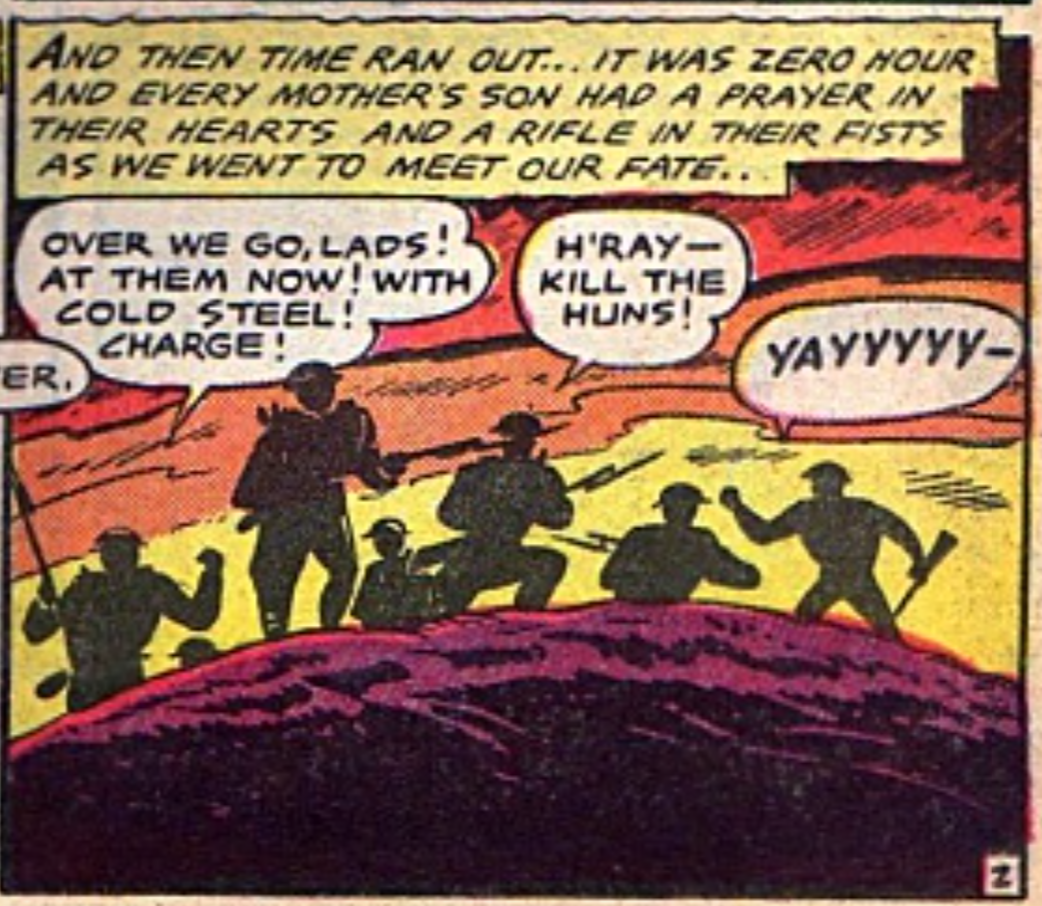 AND THEN TIME RAN OUT... IT WAS ZERO HOUR
AND EVERY MOTHER'S SON HAD A PRAYER IN
THEIR HEARTS AND A RIFLE IN THEIR FISTS
AS WE WENT TO MEET OUR FATE..
OVER WE GO, LADS!
AT THEM NOW! WITH
COLD STEEL!
CHARGE!
H'RAY—
KILL THE
HUNS!
YAYYYYYY—
ER,
2